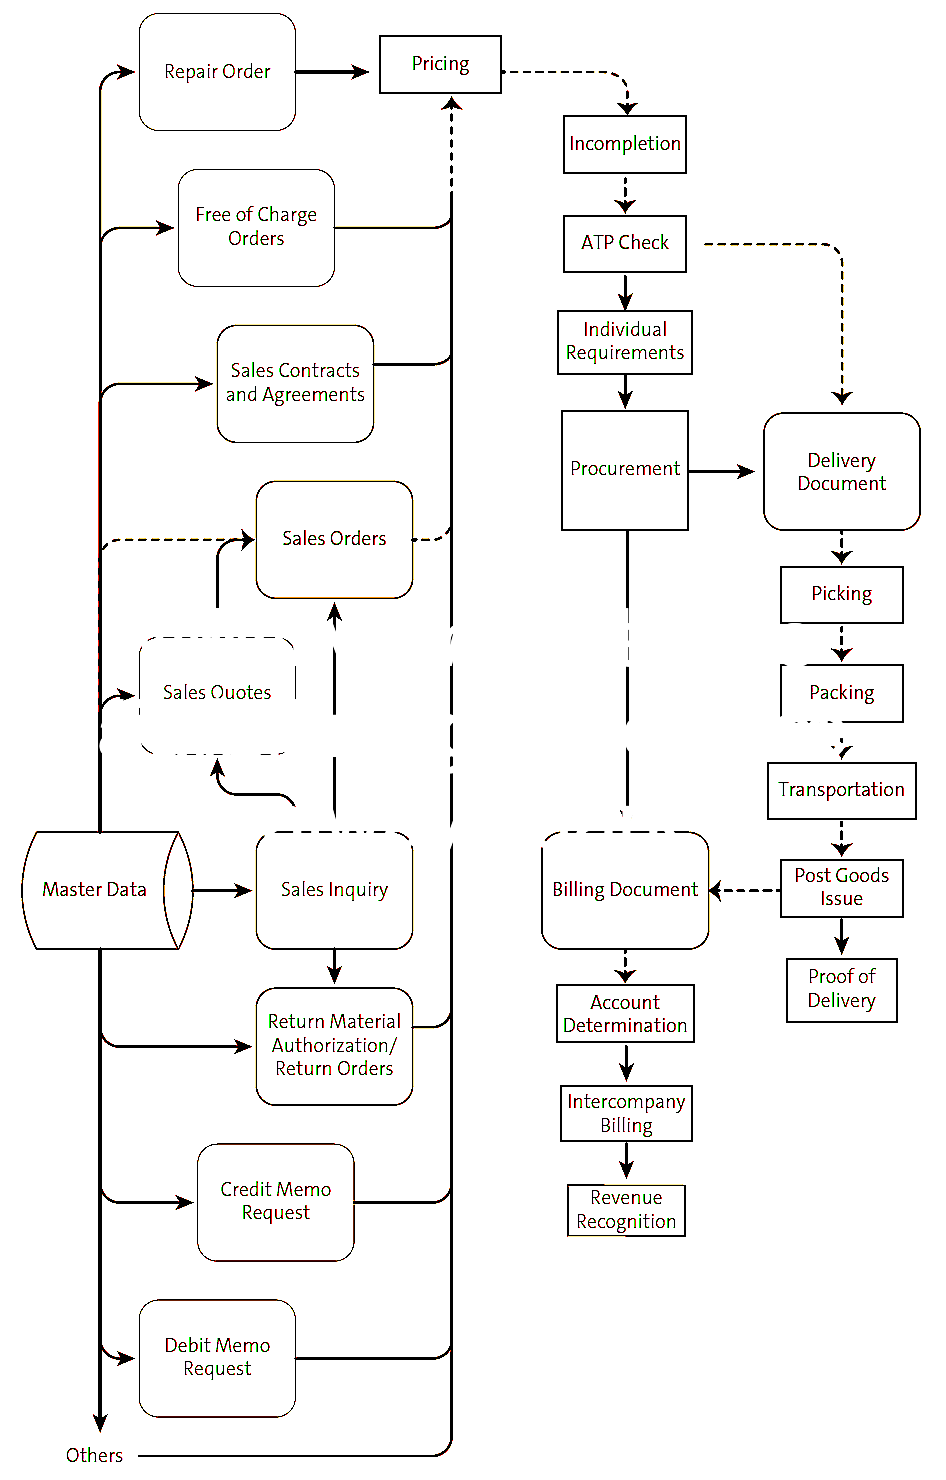 Repair Order
Pricing
Incompletion
Free of Charge
Orders
ATP Check
Individual
Requirements
Sales Contracts
and Agreements
Procurement
Delivery
Document
Sales Orders
Picking
Sales Quotes
Packing
Transportation
Master Data
Sales Inquiry
Billing Document
Post Goods
Issue
Proof of
Delivery
Account
Determination
Return Material
Authorization/
Return Orders
Intercompany
Billing
Credit Memo
Request
Revenue
Recognition
Debit Memo
Request
Others